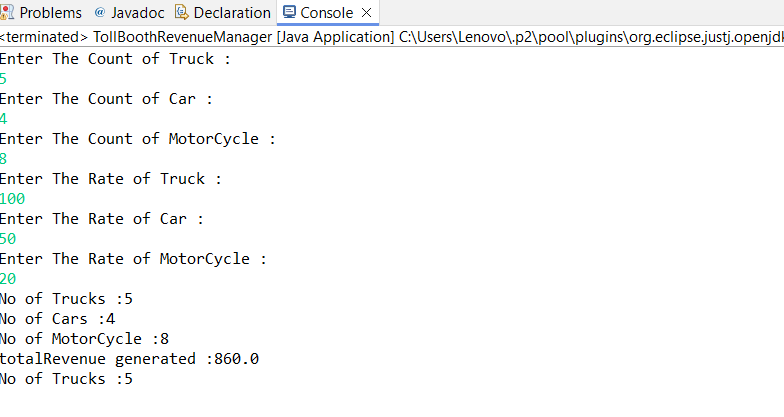 Problems @ Javadoc Declaration Console
<terminated> TollBoothRevenueManager [Java Application] C:\Users\Lenovo\.p2\pool\plugins\org.eclipse.justj.openjdk
Enter The Count of Truck :
5
Enter The Count of Car :
4
Enter The Count of MotorCycle :
8
Enter The Rate of Truck :
100
Enter The Rate of Car :
50
Enter The Rate of MotorCycle :
20
No of Trucks :5
No of Cars :4
No of MotorCycle :8
totalRevenue generated :860.0
No of Trucks :5